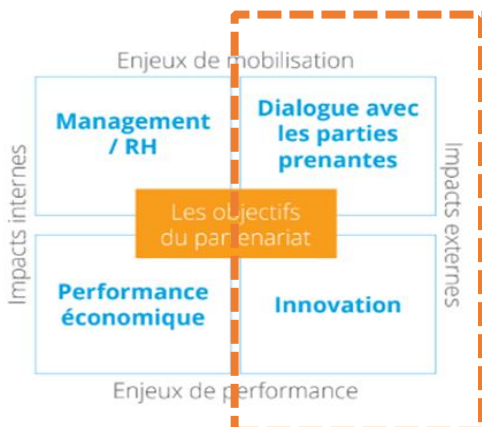 Enjeux de mobilisation
Management
/ RH
Dialogue avec
les parties
prenantes
Impacts internes
Impacts externes
Les objectifs
du partenariat
Performance
économique
Innovation
Enjeux de performance